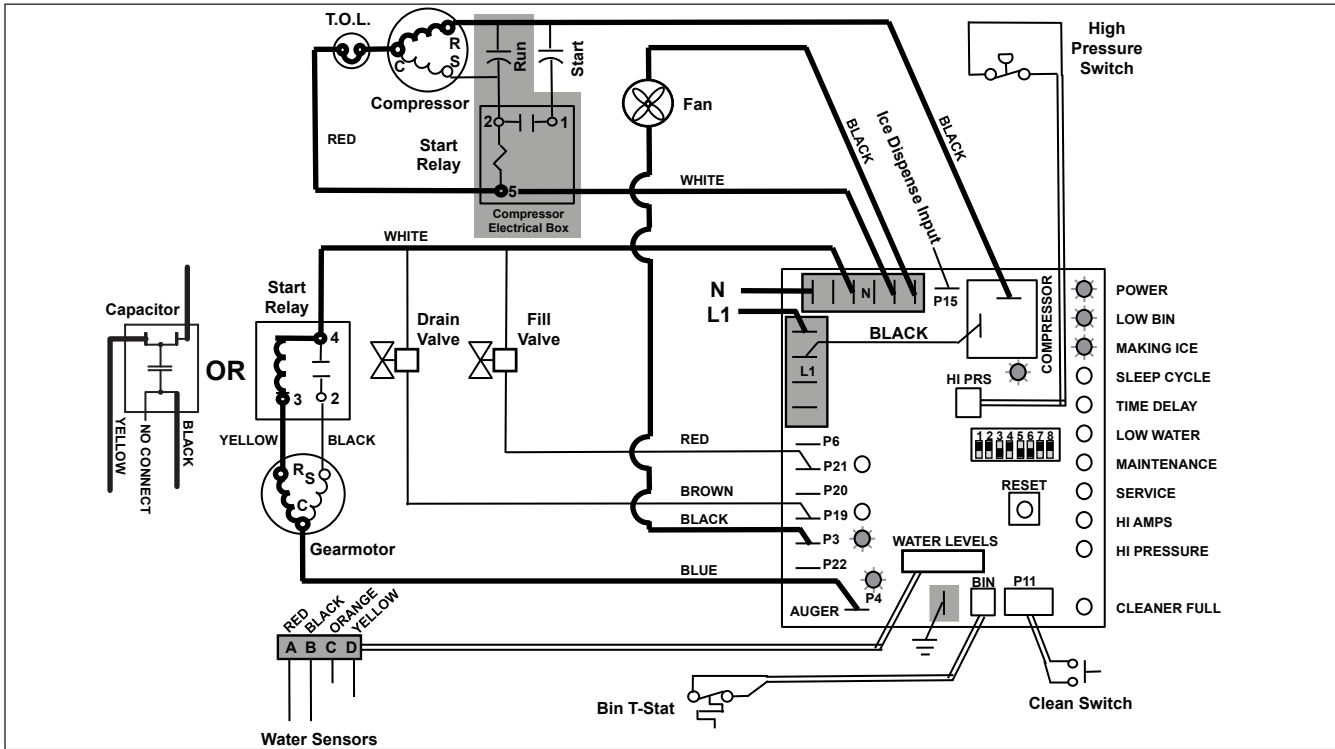 T.O.L.
R
S
C
Compressor
Run
Start
2
1
5
Start
Relay
Compressor
Electrical Box
RED
WHITE
Fan
BLACK
Ice Dispense Input
BLACK
High
Pressure
Switch
WHITE
Capacitor
YELLOW
NO CONNECT
BLACK
OR
Start
Relay
4
3
2
YELLOW
BLACK
R
S
C
Gearmotor
Drain
Valve
Fill
Valve
N
L1
N
L1
BLACK
P15
COMPRESSOR
HI PRS
1 2 3 4 5 6 7 8
RESET
POWER
LOW BIN
MAKING ICE
SLEEP CYCLE
TIME DELAY
LOW WATER
MAINTENANCE
SERVICE
HI AMPS
HI PRESSURE
CLEANER FULL
P6
RED
P21
P20
BROWN
P19
BLACK
P3
P22
BLUE
P4
AUGER
WATER LEVELS
BIN
P11
RED
BLACK
ORANGE
YELLOW
A B C D
Water Sensors
Bin T-Stat
Clean Switch